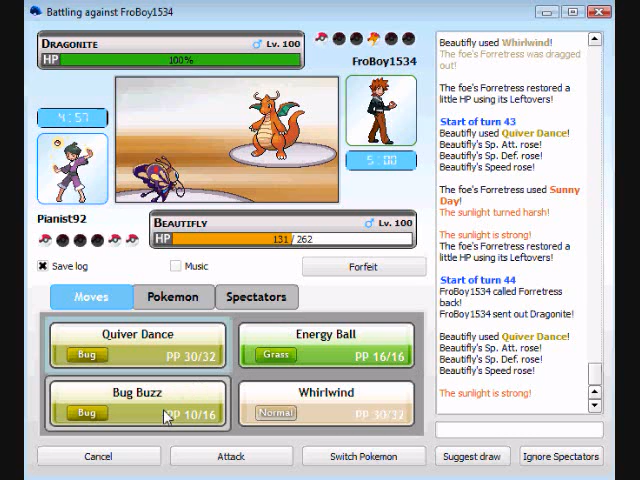 Battling against FroBoy1534
DRAGONITE ♂ Lv. 100
HP 100%
FroBoy1534
4:57
5:00
Pianist92
BEAUTIFLY ♂ Lv. 100
HP 131 / 262
Save log
Music
Forfeit
Moves
Pokemon
Spectators
Quiver Dance
Bug PP 30/32
Energy Ball
Grass PP 16/16
Bug Buzz
Bug PP 10/16
Whirlwind
Normal PP 30/32
Cancel
Attack
Switch Pokemon
Suggest draw
Ignore Spectators
Beautifly used Whirlwind!
The foe's Forretress was dragged
out!
The foe's Forretress restored a
little HP using its Leftovers!
Start of turn 43
Beautifly used Quiver Dance!
Beautifly's Sp. Att. rose!
Beautifly's Sp. Def. rose!
Beautifly's Speed rose!
The foe's Forretress used Sunny
Day!
The sunlight turned harsh!
The sunlight is strong!
The foe's Forretress restored a
little HP using its Leftovers!
Start of turn 44
FroBoy1534 called Forretress
back!
FroBoy1534 sent out Dragonite!
Beautifly used Quiver Dance!
Beautifly's Sp. Att. rose!
Beautifly's Sp. Def. rose!
Beautifly's Speed rose!
The sunlight is strong!